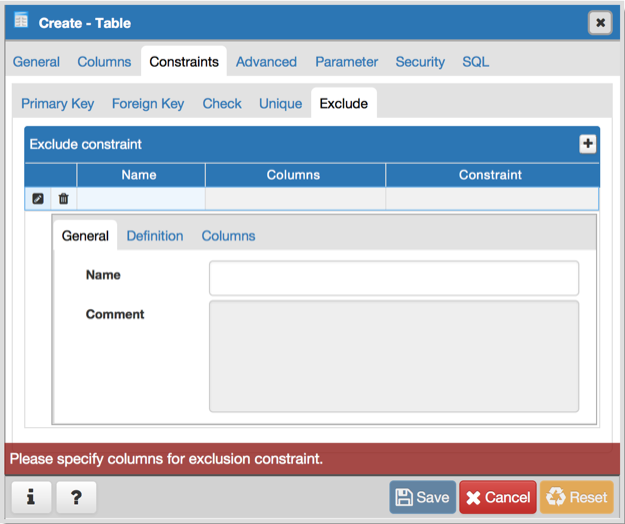 Create - Table
General Columns Constraints Advanced Parameter Security SQL
Primary Key Foreign Key Check Unique Exclude
Exclude constraint
Name Columns Constraint
General Definition Columns
Name
Comment
Please specify columns for exclusion constraint.
i ? Save Cancel Reset